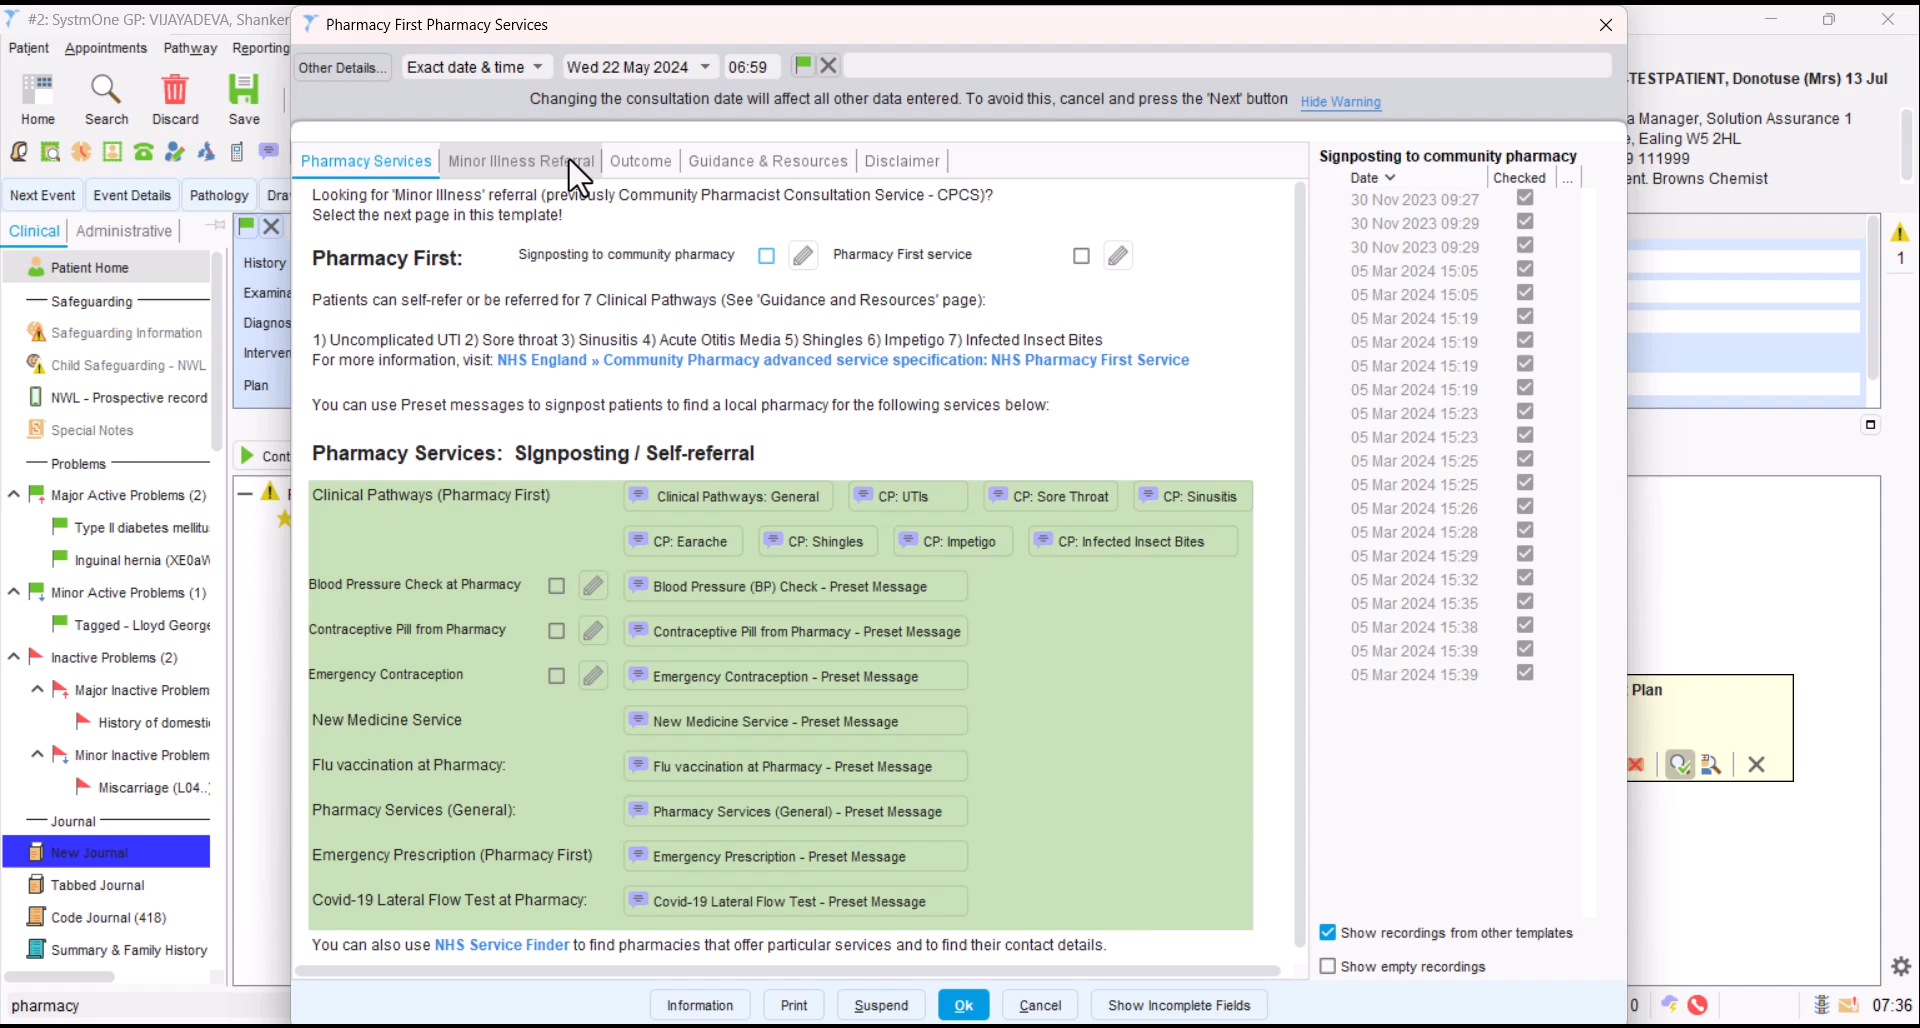 #2: SystmOne GP: VIJAYADEVA, Shanker
Patient Appointments Pathway Reporting
Home Search Discard Save
Next Event Event Details Pathology Dra
Clinical Administrative
Patient Home
Safeguarding
Safeguarding Information
Child Safeguarding - NWL
NWL - Prospective record
Special Notes
Problems
Major Active Problems (2)
Type II diabetes mellitu
Inguinal hernia (XE0aW
Minor Active Problems (1)
Tagged - Lloyd George
Inactive Problems (2)
Major Inactive Problem
History of domesti
Minor Inactive Problem
Miscarriage (L04..)
Journal
New Journal
Tabbed Journal
Code Journal (418)
Summary & Family History
pharmacy
History
Examina
Diagnos
Interven
Plan
Cont
Pharmacy First Pharmacy Services
Other Details... Exact date & time Wed 22 May 2024 06:59
Changing the consultation date will affect all other data entered. To avoid this, cancel and press the 'Next' button Hide Warning
Pharmacy Services Minor Illness Referral Outcome Guidance & Resources Disclaimer
Looking for 'Minor Illness' referral (previously Community Pharmacist Consultation Service - CPCS)?
Select the next page in this template!
Pharmacy First: Signposting to community pharmacy Pharmacy First service
Patients can self-refer or be referred for 7 Clinical Pathways (See 'Guidance and Resources' page):
1) Uncomplicated UTI 2) Sore throat 3) Sinusitis 4) Acute Otitis Media 5) Shingles 6) Impetigo 7) Infected Insect Bites
For more information, visit: NHS England » Community Pharmacy advanced service specification: NHS Pharmacy First Service
You can use Preset messages to signpost patients to find a local pharmacy for the following services below:
Pharmacy Services: Signposting / Self-referral
Clinical Pathways (Pharmacy First) Clinical Pathways: General CP: UTIs CP: Sore Throat CP: Sinusitis
CP: Earache CP: Shingles CP: Impetigo CP: Infected Insect Bites
Blood Pressure Check at Pharmacy Blood Pressure (BP) Check - Preset Message
Contraceptive Pill from Pharmacy Contraceptive Pill from Pharmacy - Preset Message
Emergency Contraception Emergency Contraception - Preset Message
New Medicine Service New Medicine Service - Preset Message
Flu vaccination at Pharmacy: Flu vaccination at Pharmacy - Preset Message
Pharmacy Services (General): Pharmacy Services (General) - Preset Message
Emergency Prescription (Pharmacy First) Emergency Prescription - Preset Message
Covid-19 Lateral Flow Test at Pharmacy: Covid-19 Lateral Flow Test - Preset Message
You can also use NHS Service Finder to find pharmacies that offer particular services and to find their contact details.
Information Print Suspend Ok Cancel Show Incomplete Fields
Signposting to community pharmacy
Date Checked ...
30 Nov 2023 09:27
30 Nov 2023 09:29
30 Nov 2023 09:29
05 Mar 2024 15:05
05 Mar 2024 15:05
05 Mar 2024 15:19
05 Mar 2024 15:19
05 Mar 2024 15:19
05 Mar 2024 15:19
05 Mar 2024 15:23
05 Mar 2024 15:23
05 Mar 2024 15:25
05 Mar 2024 15:25
05 Mar 2024 15:26
05 Mar 2024 15:28
05 Mar 2024 15:29
05 Mar 2024 15:32
05 Mar 2024 15:35
05 Mar 2024 15:38
05 Mar 2024 15:39
05 Mar 2024 15:39
Show recordings from other templates
Show empty recordings
-TESTPATIENT, Donotuse (Mrs) 13 Jul
a Manager, Solution Assurance 1
, Ealing W5 2HL
9 111999
ent. Browns Chemist
1
Plan
0 07:36